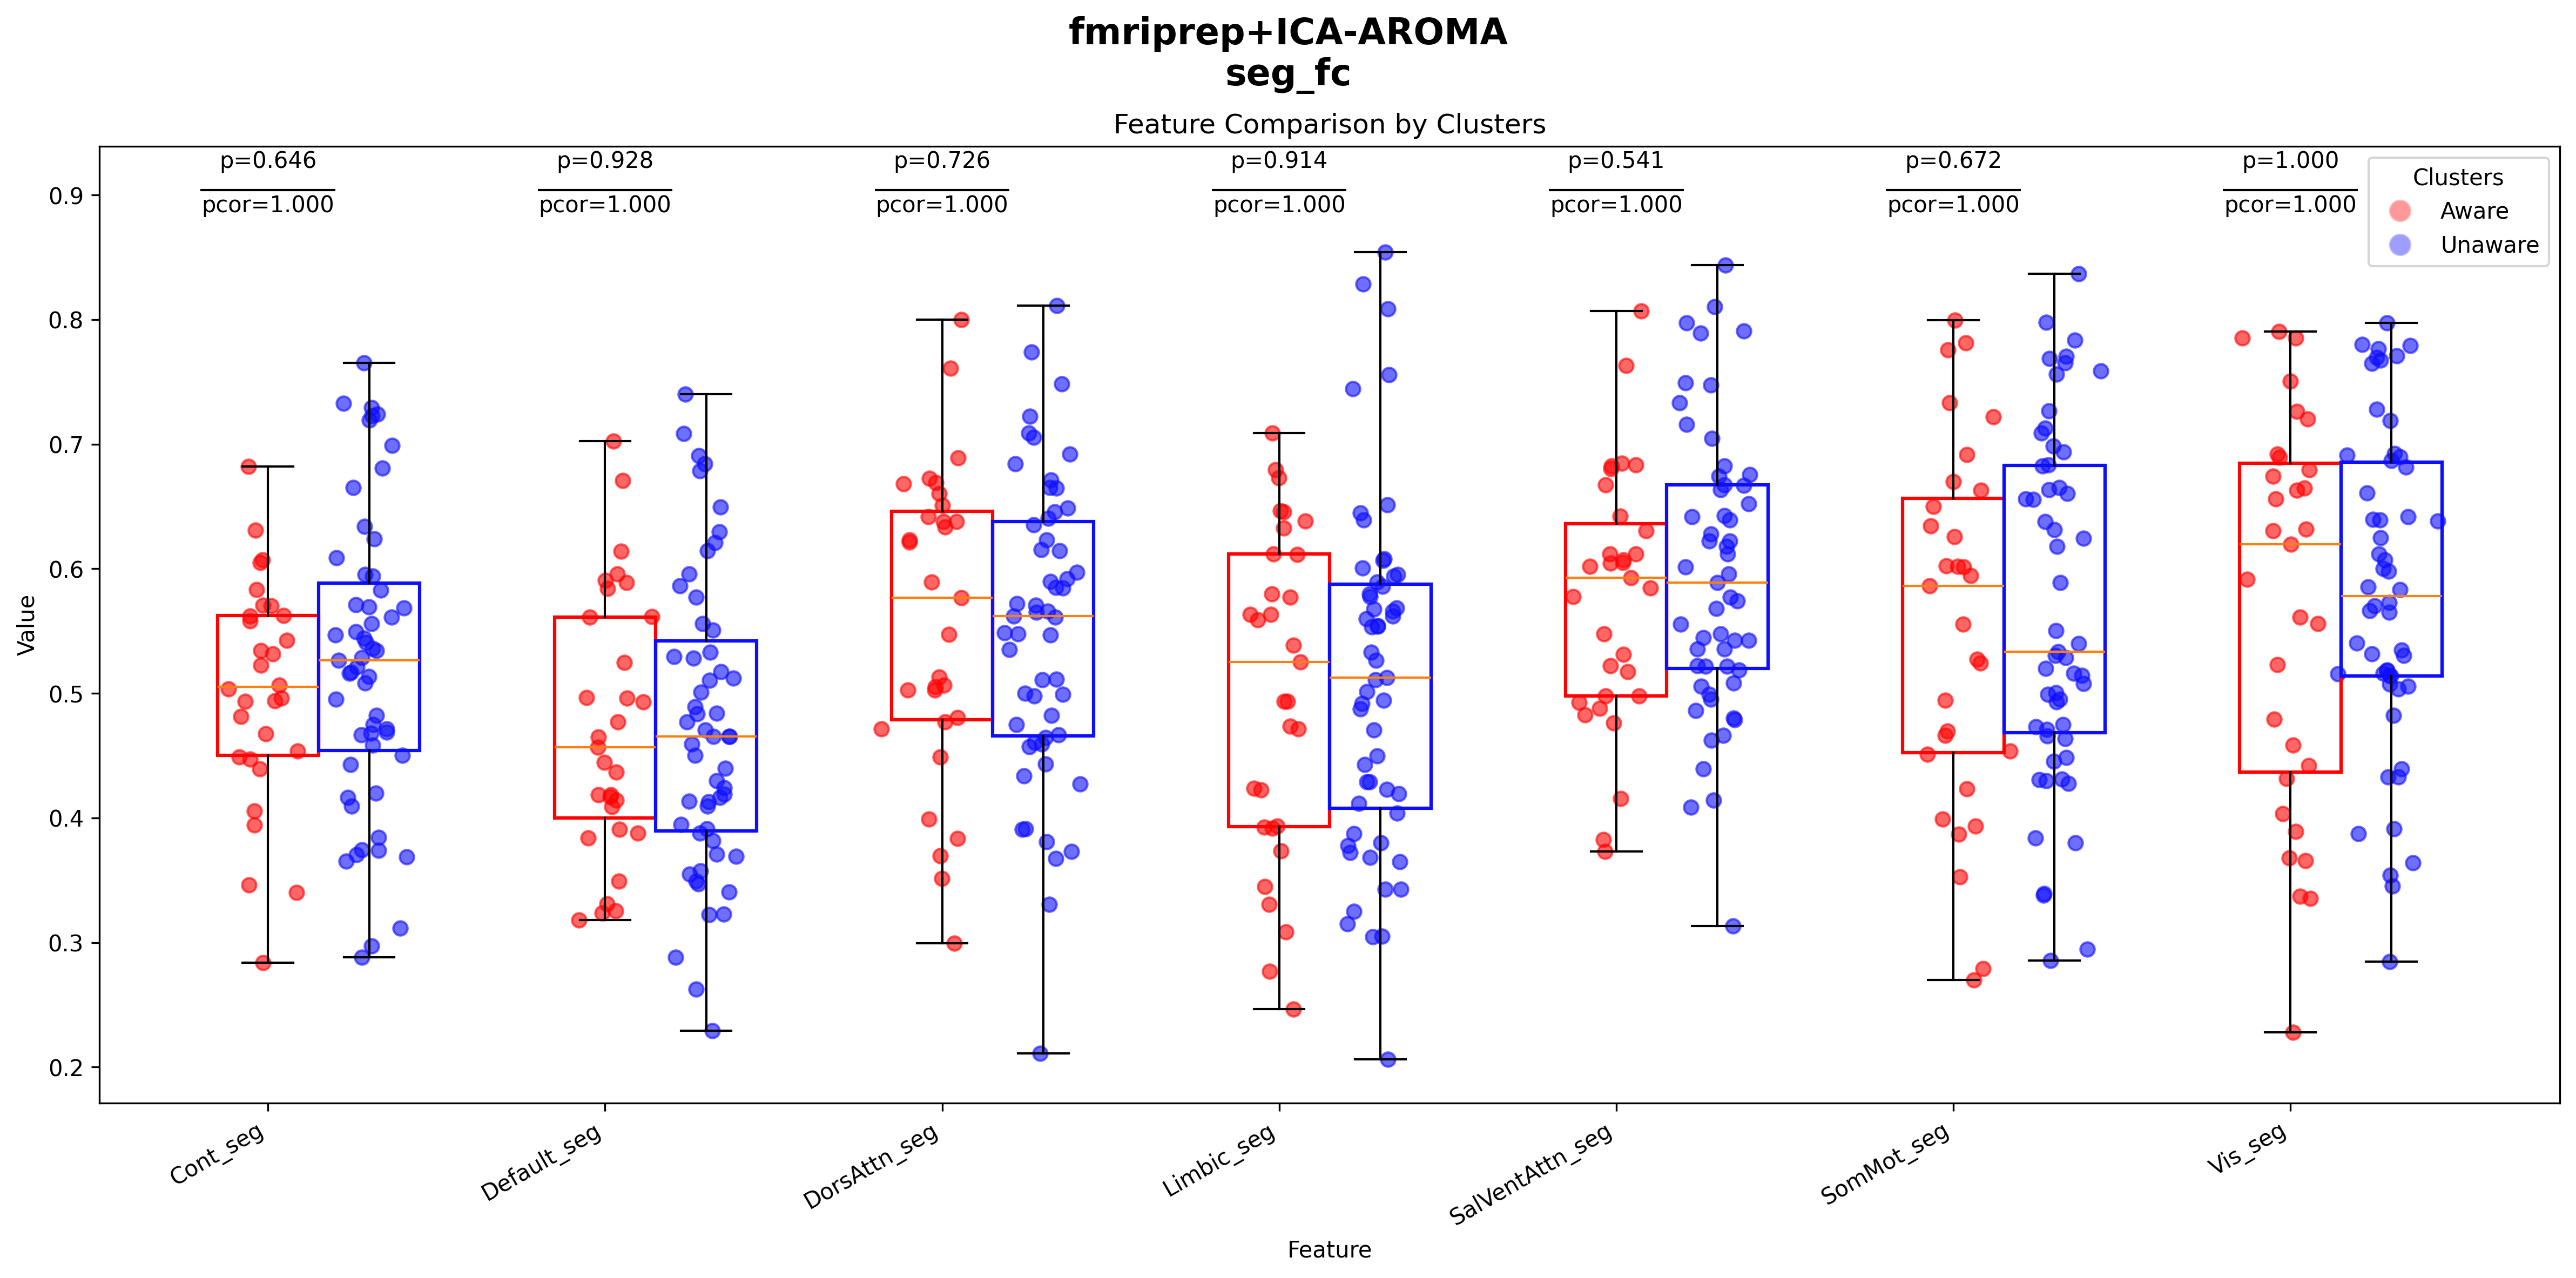 fmriprep+ICA-AROMA
seg_fc
Feature Comparison by Clusters
p=0.646
pcor=1.000
p=0.928
pcor=1.000
p=0.726
pcor=1.000
p=0.914
pcor=1.000
p=0.541
pcor=1.000
p=0.672
pcor=1.000
p=1.000
pcor=1.000
Clusters
Aware
Unaware
Value
0.9
0.8
0.7
0.6
0.5
0.4
0.3
0.2
Cont_seg
Default_seg
DorsAttn_seg
Limbic_seg
SalVentAttn_seg
SomMot_seg
Vis_seg
Feature